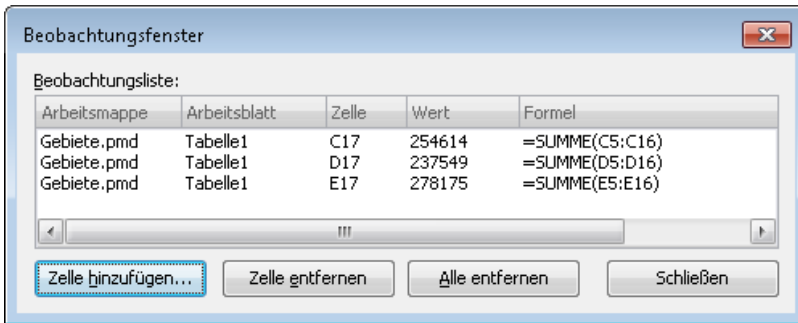 Beobachtungsfenster
Beobachtungsliste:
Arbeitsmappe Arbeitsblatt Zelle Wert Formel
Gebiete.pmd Tabelle1 C17 254614 =SUMME(C5:C16)
Gebiete.pmd Tabelle1 D17 237549 =SUMME(D5:D16)
Gebiete.pmd Tabelle1 E17 278175 =SUMME(E5:E16)
Zelle hinzufügen... Zelle entfernen Alle entfernen Schließen